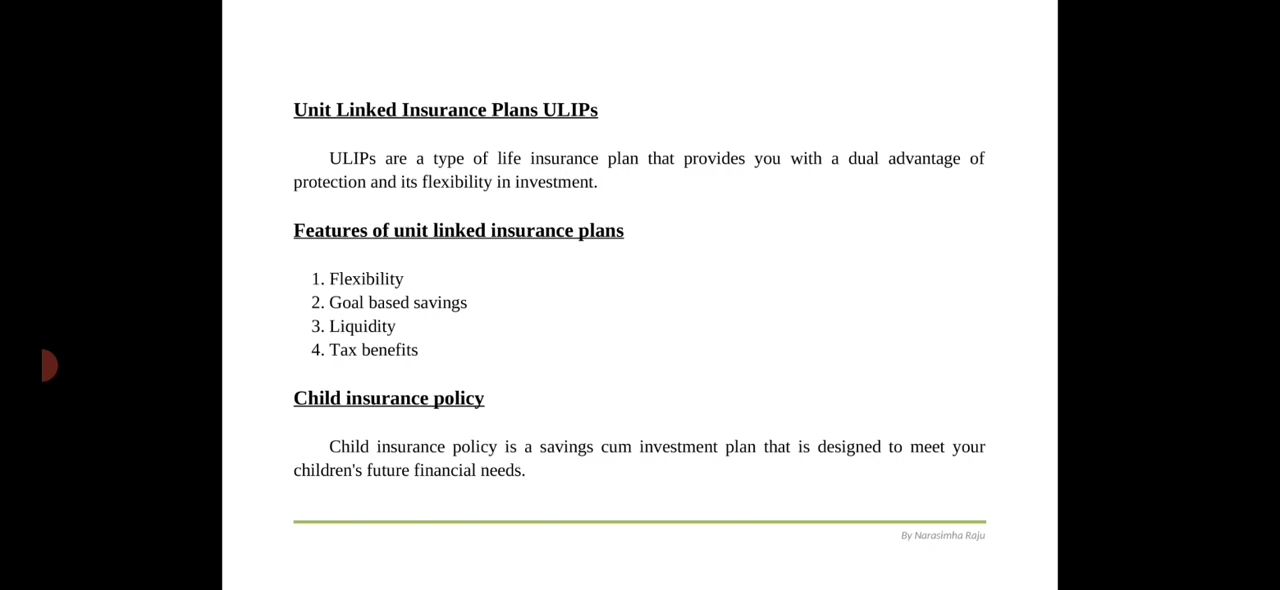 Unit Linked Insurance Plans ULIPs
ULIPs are a type of life insurance plan that provides you with a dual advantage of
protection and its flexibility in investment.
Features of unit linked insurance plans
1. Flexibility
2. Goal based savings
3. Liquidity
4. Tax benefits
Child insurance policy
Child insurance policy is a savings cum investment plan that is designed to meet your
children's future financial needs.
By Narasimha Raju